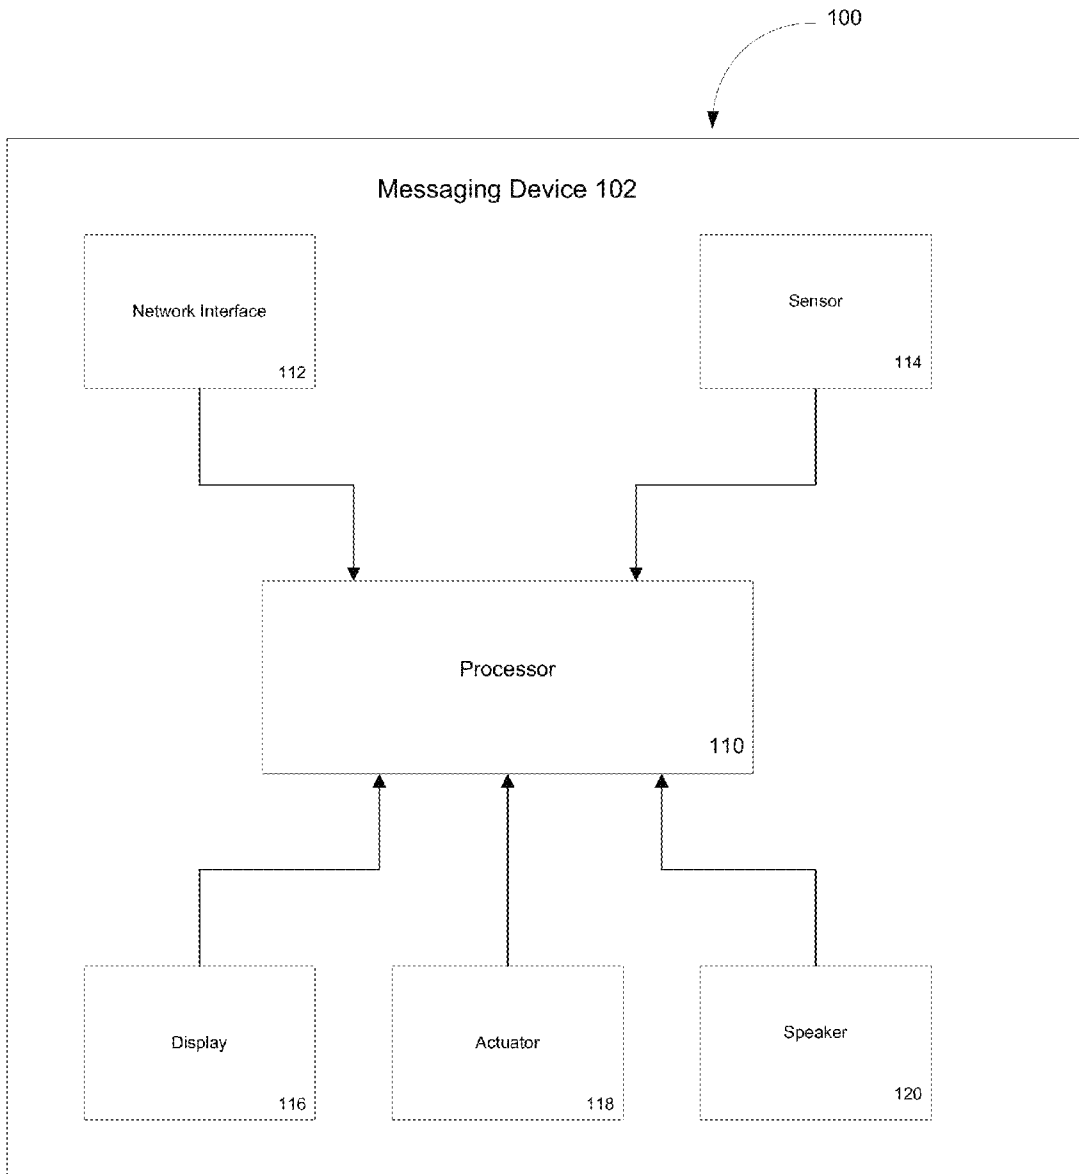 100
Messaging Device 102
Network Interface
112
Sensor
114
Processor
110
Display
116
Actuator
118
Speaker
120